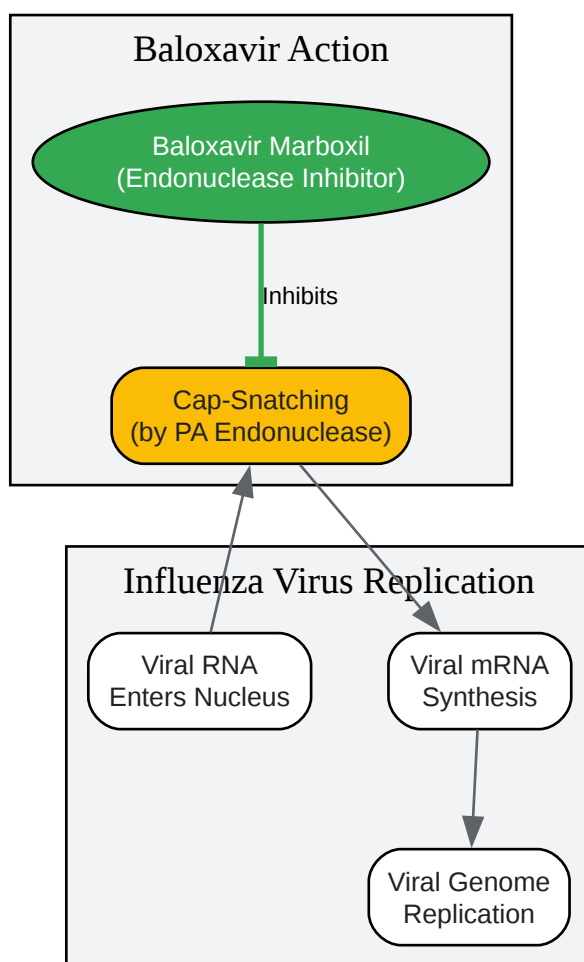 Baloxavir Action
Baloxavir Marboxil
(Endonuclease Inhibitor)
Inhibits
Cap-Snatching
(by PA Endonuclease)
Influenza Virus Replication
Viral RNA
Enters Nucleus
Viral mRNA
Synthesis
Viral Genome
Replication